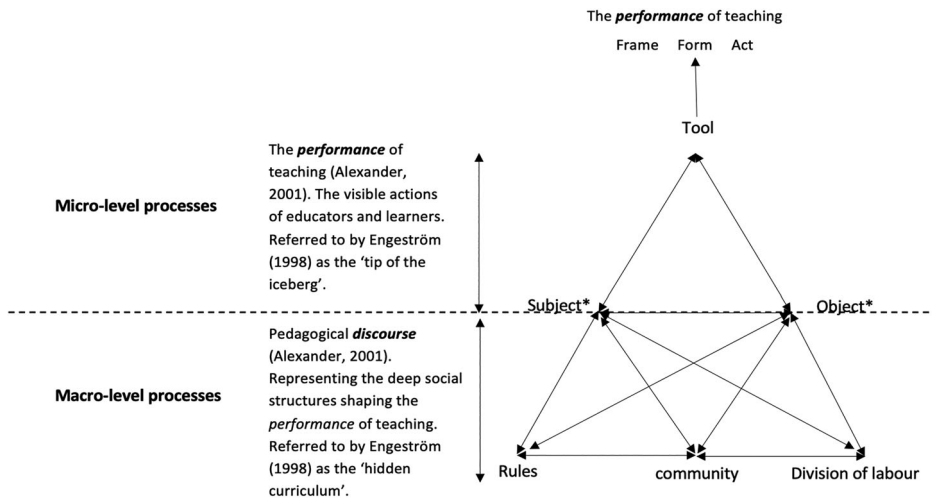 The performance of teaching
Frame Form Act
Tool
Micro-level processes
The performance of
teaching (Alexander,
2001). The visible actions
of educators and learners.
Referred to by Engeström
(1998) as the ‘tip of the
iceberg’.
Subject*
Object*
Macro-level processes
Pedagogical discourse
(Alexander, 2001).
Representing the deep social
structures shaping the
performance of teaching.
Referred to by Engeström
(1998) as the ‘hidden
curriculum’.
Rules
community
Division of labour